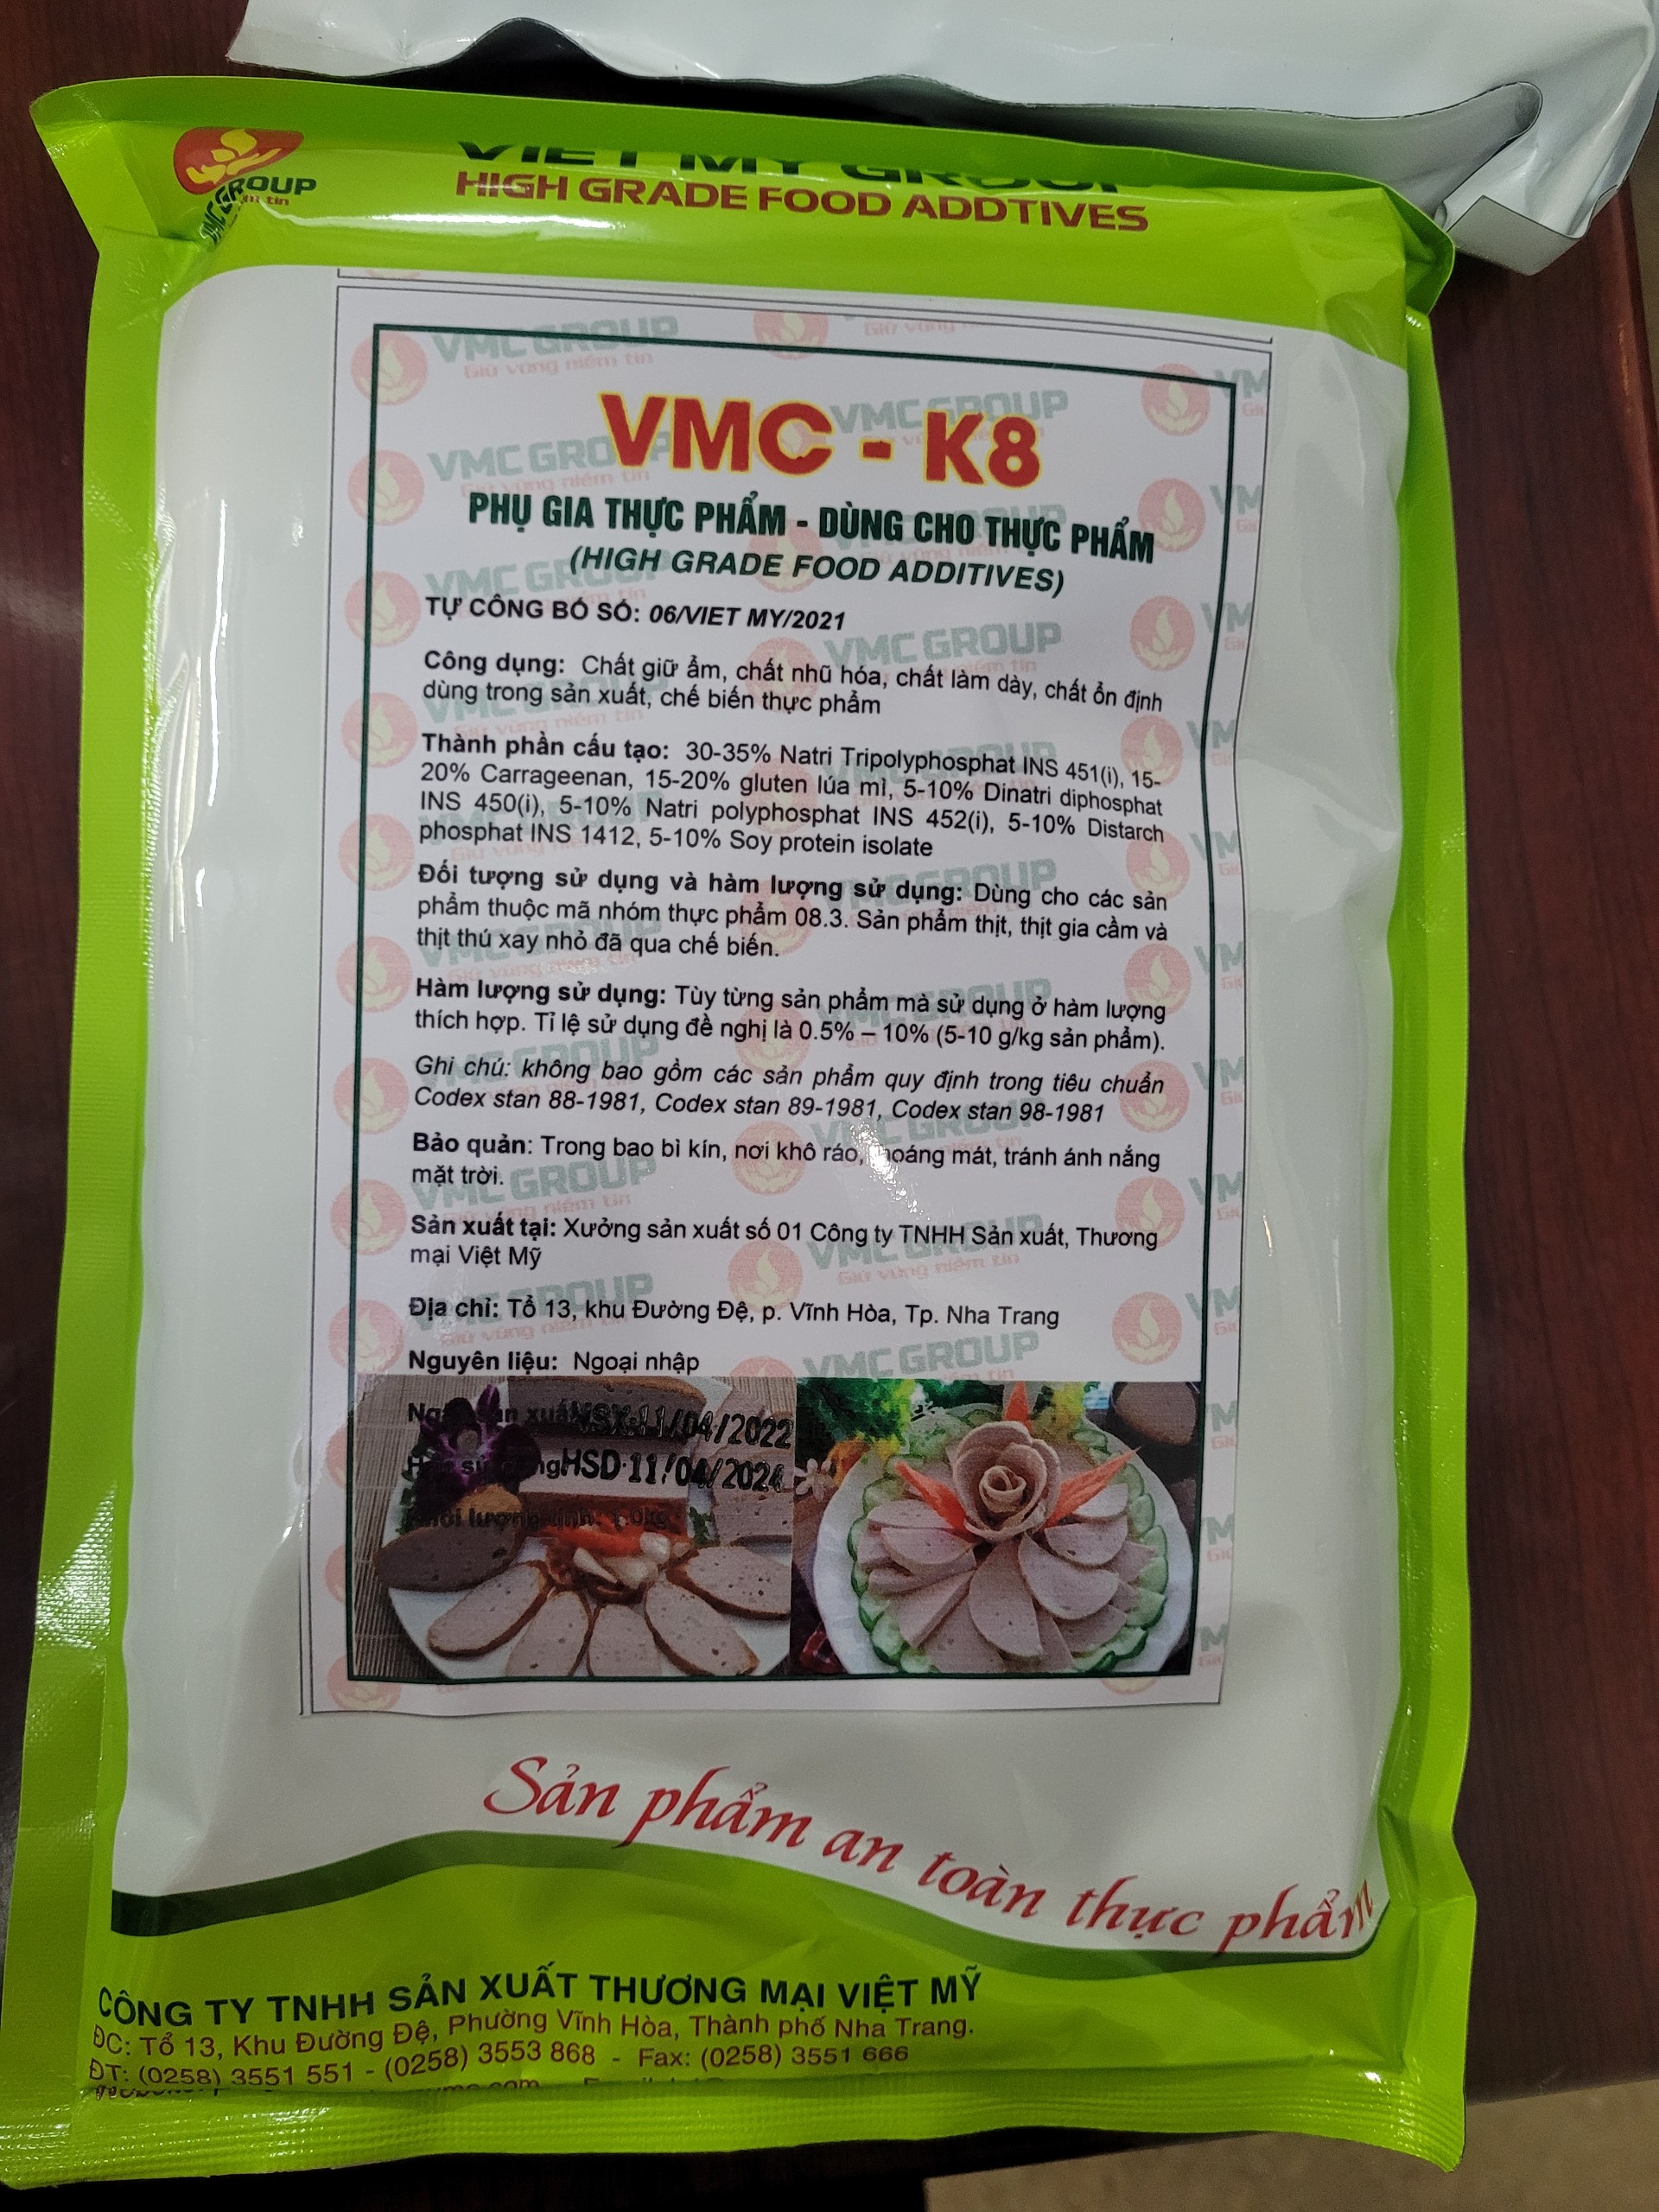 VIET MY GROUP
HIGH GRADE FOOD ADDTIVES
VMC - K8
PHỤ GIA THỰC PHẨM - DÙNG CHO THỰC PHẨM
(HIGH GRADE FOOD ADDITIVES)
TỰ CÔNG BỐ SỐ: 06/VIET MY/2021
Công dụng: Chất giữ ẩm, chất nhũ hóa, chất làm dày, chất ổn định
dùng trong sản xuất, chế biến thực phẩm
Thành phần cấu tạo: 30-35% Natri Tripolyphosphat INS 451(i), 15-
20% Carrageenan, 15-20% gluten lúa mì, 5-10% Dinatri diphosphat
INS 450(i), 5-10% Natri polyphosphat INS 452(i), 5-10% Distarch
phosphat INS 1412, 5-10% Soy protein isolate
Đối tượng sử dụng và hàm lượng sử dụng: Dùng cho các sản
phẩm thuộc mã nhóm thực phẩm 08.3. Sản phẩm thịt, thịt gia cầm và
thịt thú xay nhỏ đã qua chế biến.
Hàm lượng sử dụng: Tùy từng sản phẩm mà sử dụng ở hàm lượng
thích hợp. Tỉ lệ sử dụng đề nghị là 0.5% – 10% (5-10 g/kg sản phẩm).
Ghi chú: không bao gồm các sản phẩm quy định trong tiêu chuẩn
Codex stan 88-1981, Codex stan 89-1981, Codex stan 98-1981
Bảo quản: Trong bao bì kín, nơi khô ráo, thoáng mát, tránh ánh nắng
mặt trời.
Sản xuất tại: Xưởng sản xuất số 01 Công ty TNHH Sản xuất, Thương
mại Việt Mỹ
Địa chỉ: Tổ 13, khu Đường Đệ, p. Vĩnh Hòa, Tp. Nha Trang
Nguyên liệu: Ngoại nhập
NSX:11/04/2022
HSD:11/04/2024
Sản phẩm an toàn thực phẩm
CÔNG TY TNHH SẢN XUẤT THƯƠNG MẠI VIỆT MỸ
ĐC: Tổ 13, Khu Đường Đệ, Phường Vĩnh Hòa, Thành phố Nha Trang.
ĐT: (0258) 3551 551 - (0258) 3553 868 - Fax: (0258) 3551 666